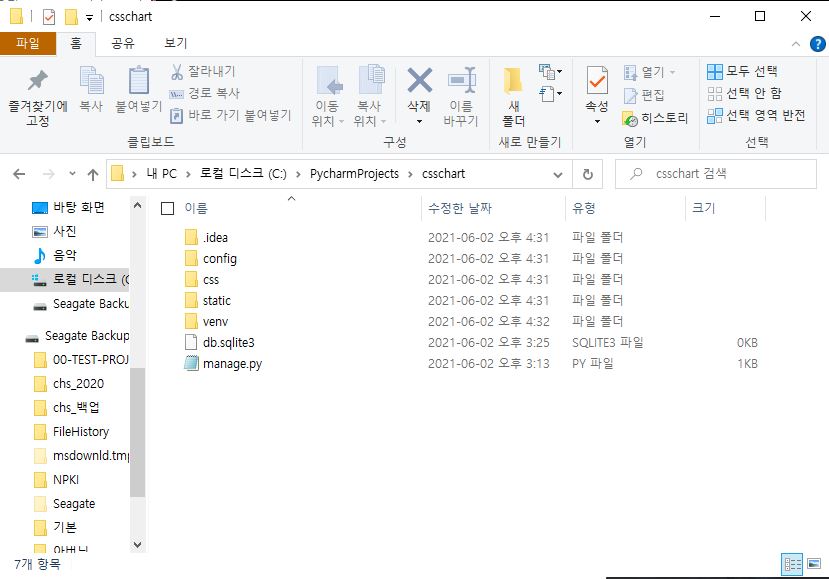 csschart
파일 홈 공유 보기
즐겨찾기에 고정
복사
붙여넣기
잘라내기
경로 복사
바로 가기 붙여넣기
클립보드
이동 위치
복사 위치
삭제
이름 바꾸기
구성
새 폴더
새로 만들기
속성
열기
편집
히스토리
열기
모두 선택
선택 안 함
선택 영역 반전
선택
내 PC > 로컬 디스크 (C:) > PycharmProjects > csschart
csschart 검색
바탕 화면
사진
음악
로컬 디스크 (C
Seagate Backu
Seagate Backup
00-TEST-PROJ
chs_2020
chs_백업
FileHistory
msdownld.tmp
NPKI
Seagate
기본
이름 수정한 날짜 유형 크기
.idea 2021-06-02 오후 4:31 파일 폴더
config 2021-06-02 오후 4:31 파일 폴더
css 2021-06-02 오후 4:31 파일 폴더
static 2021-06-02 오후 4:31 파일 폴더
venv 2021-06-02 오후 4:32 파일 폴더
db.sqlite3 2021-06-02 오후 3:25 SQLITE3 파일 0KB
manage.py 2021-06-02 오후 3:13 PY 파일 1KB
7개 항목